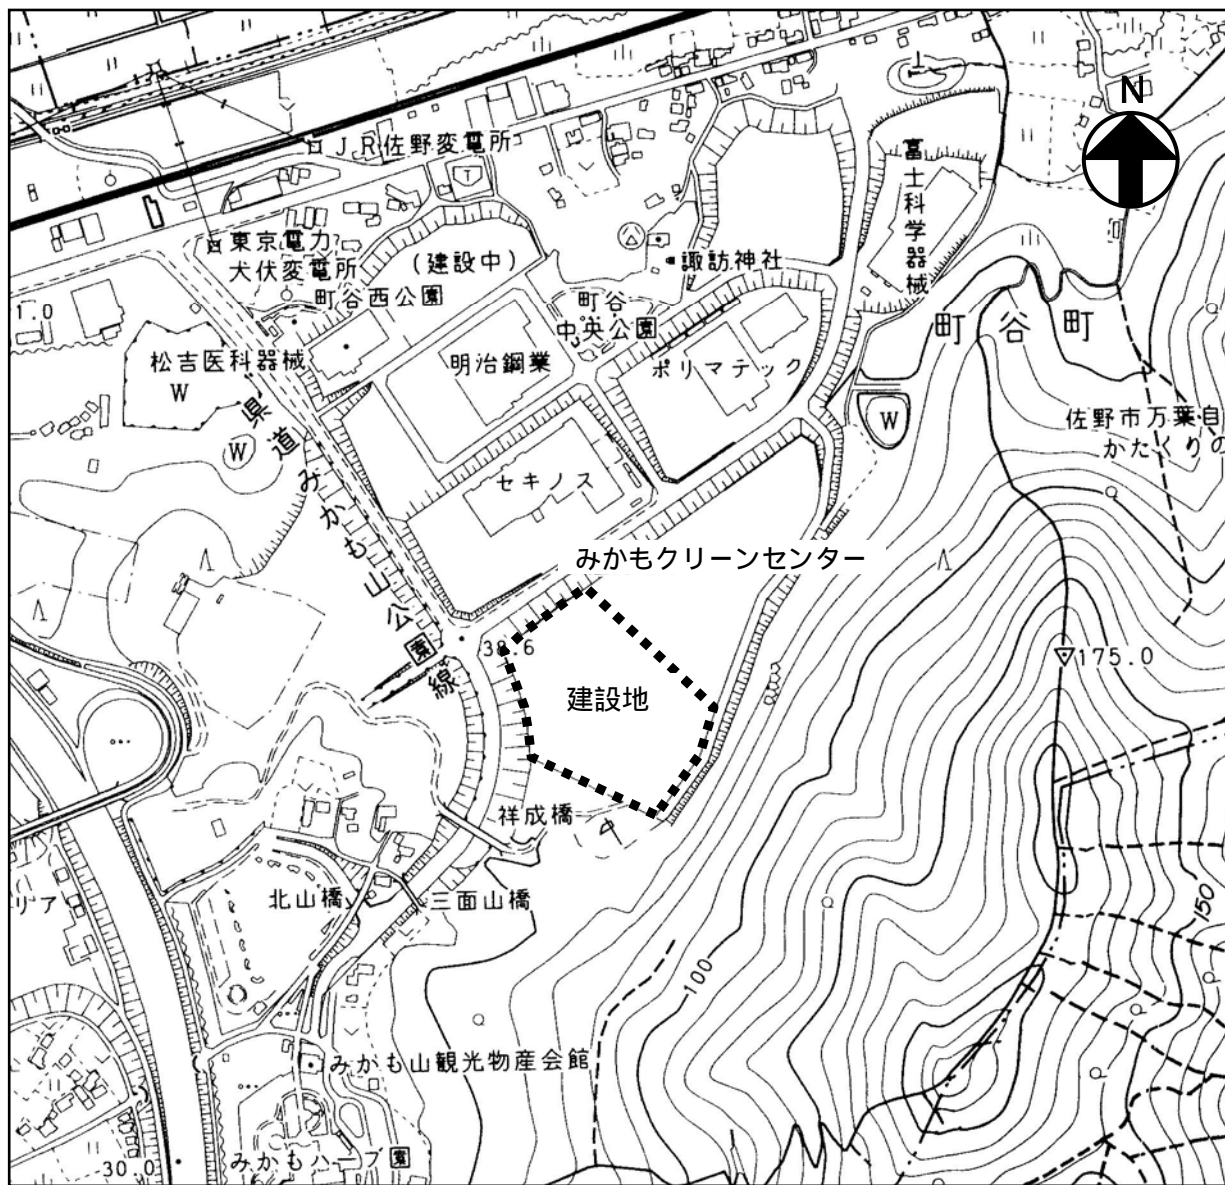 N
JR佐野変電所
富士科学器械
東京電力
犬伏変電所
(建設中)
諏訪神社
町谷西公園
町谷
中央公園
町谷町
1.0
松吉医科器械
W
明治鋼業
ポリマテック
W
佐野市万葉自
かたくりの
W
県道みかも山公園線
セキノス
みかもクリーンセンター
38.6
175.0
建設地
祥成橋
北山橋
三面山橋
リア
100
150
みかも山観光物産会館
みかもハーブ園
30.0